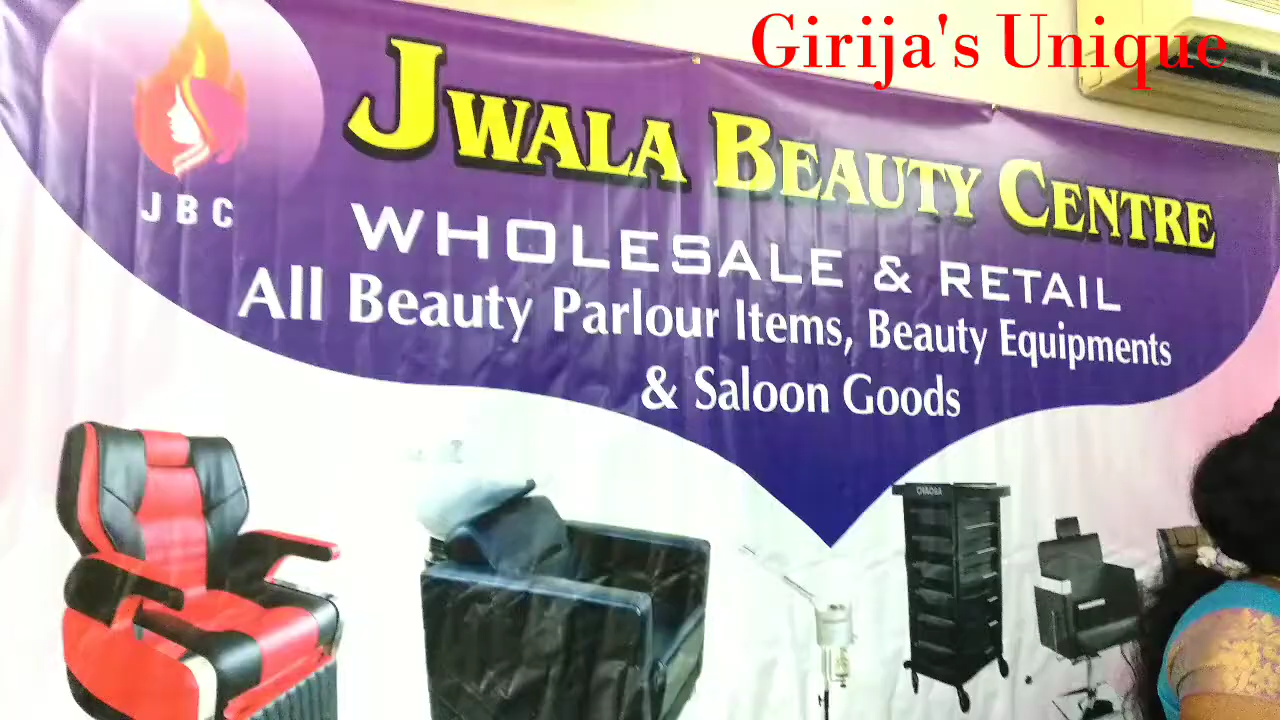 Girija's Unique
JWALA BEAUTY CENTRE
JBC
WHOLESALE & RETAIL
All Beauty Parlour Items, Beauty Equipments
& Saloon Goods